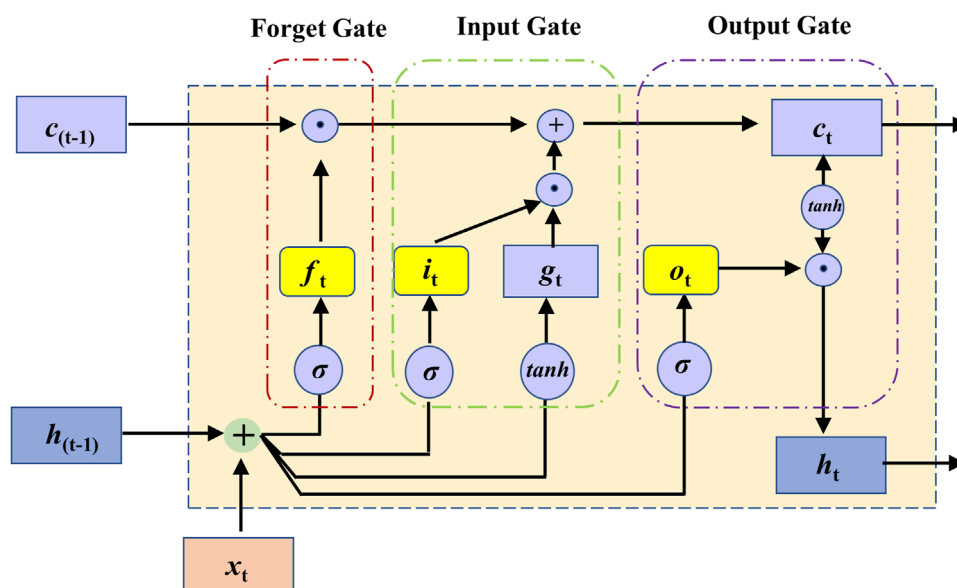 Forget Gate
Input Gate
Output Gate
c(t-1)
+
ct
tanh
ft
it
gt
ot
σ
σ
tanh
σ
h(t-1)
+
ht
xt